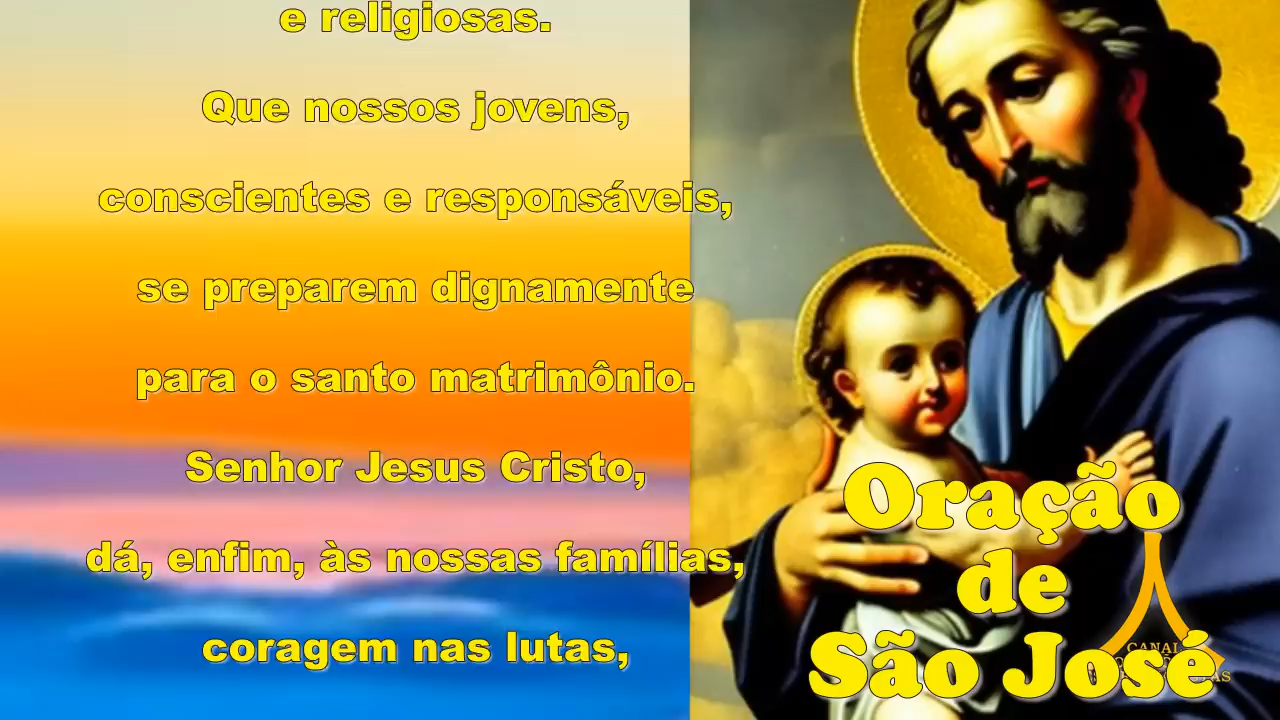 e religiosas.
Que nossos jovens,
conscientes e responsáveis,
se preparem dignamente
para o santo matrimônio.
Senhor Jesus Cristo,
dá, enfim, às nossas famílias,
coragem nas lutas,
Oração
de
São José
CANAL